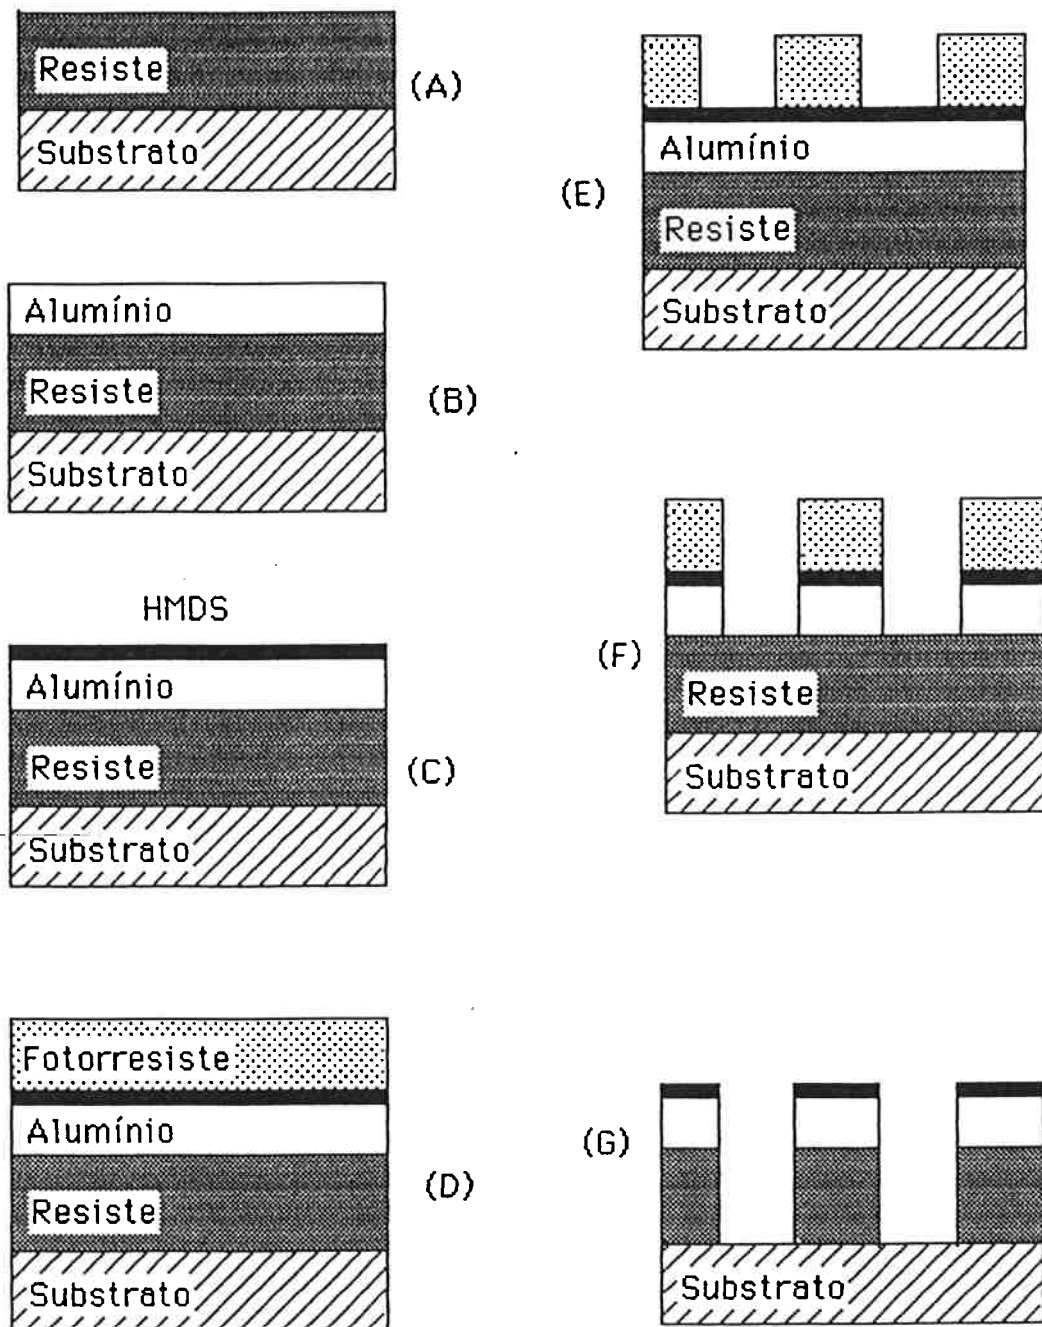 Resiste
(A)
Substrato
Alumínio
Resiste
(B)
Substrato
HMDS
Alumínio
Resiste
(C)
Substrato
Fotorresiste
Alumínio
(D)
Resiste
Substrato
Alumínio
(E)
Resiste
Substrato
(F)
Resiste
Substrato
(G)
Substrato